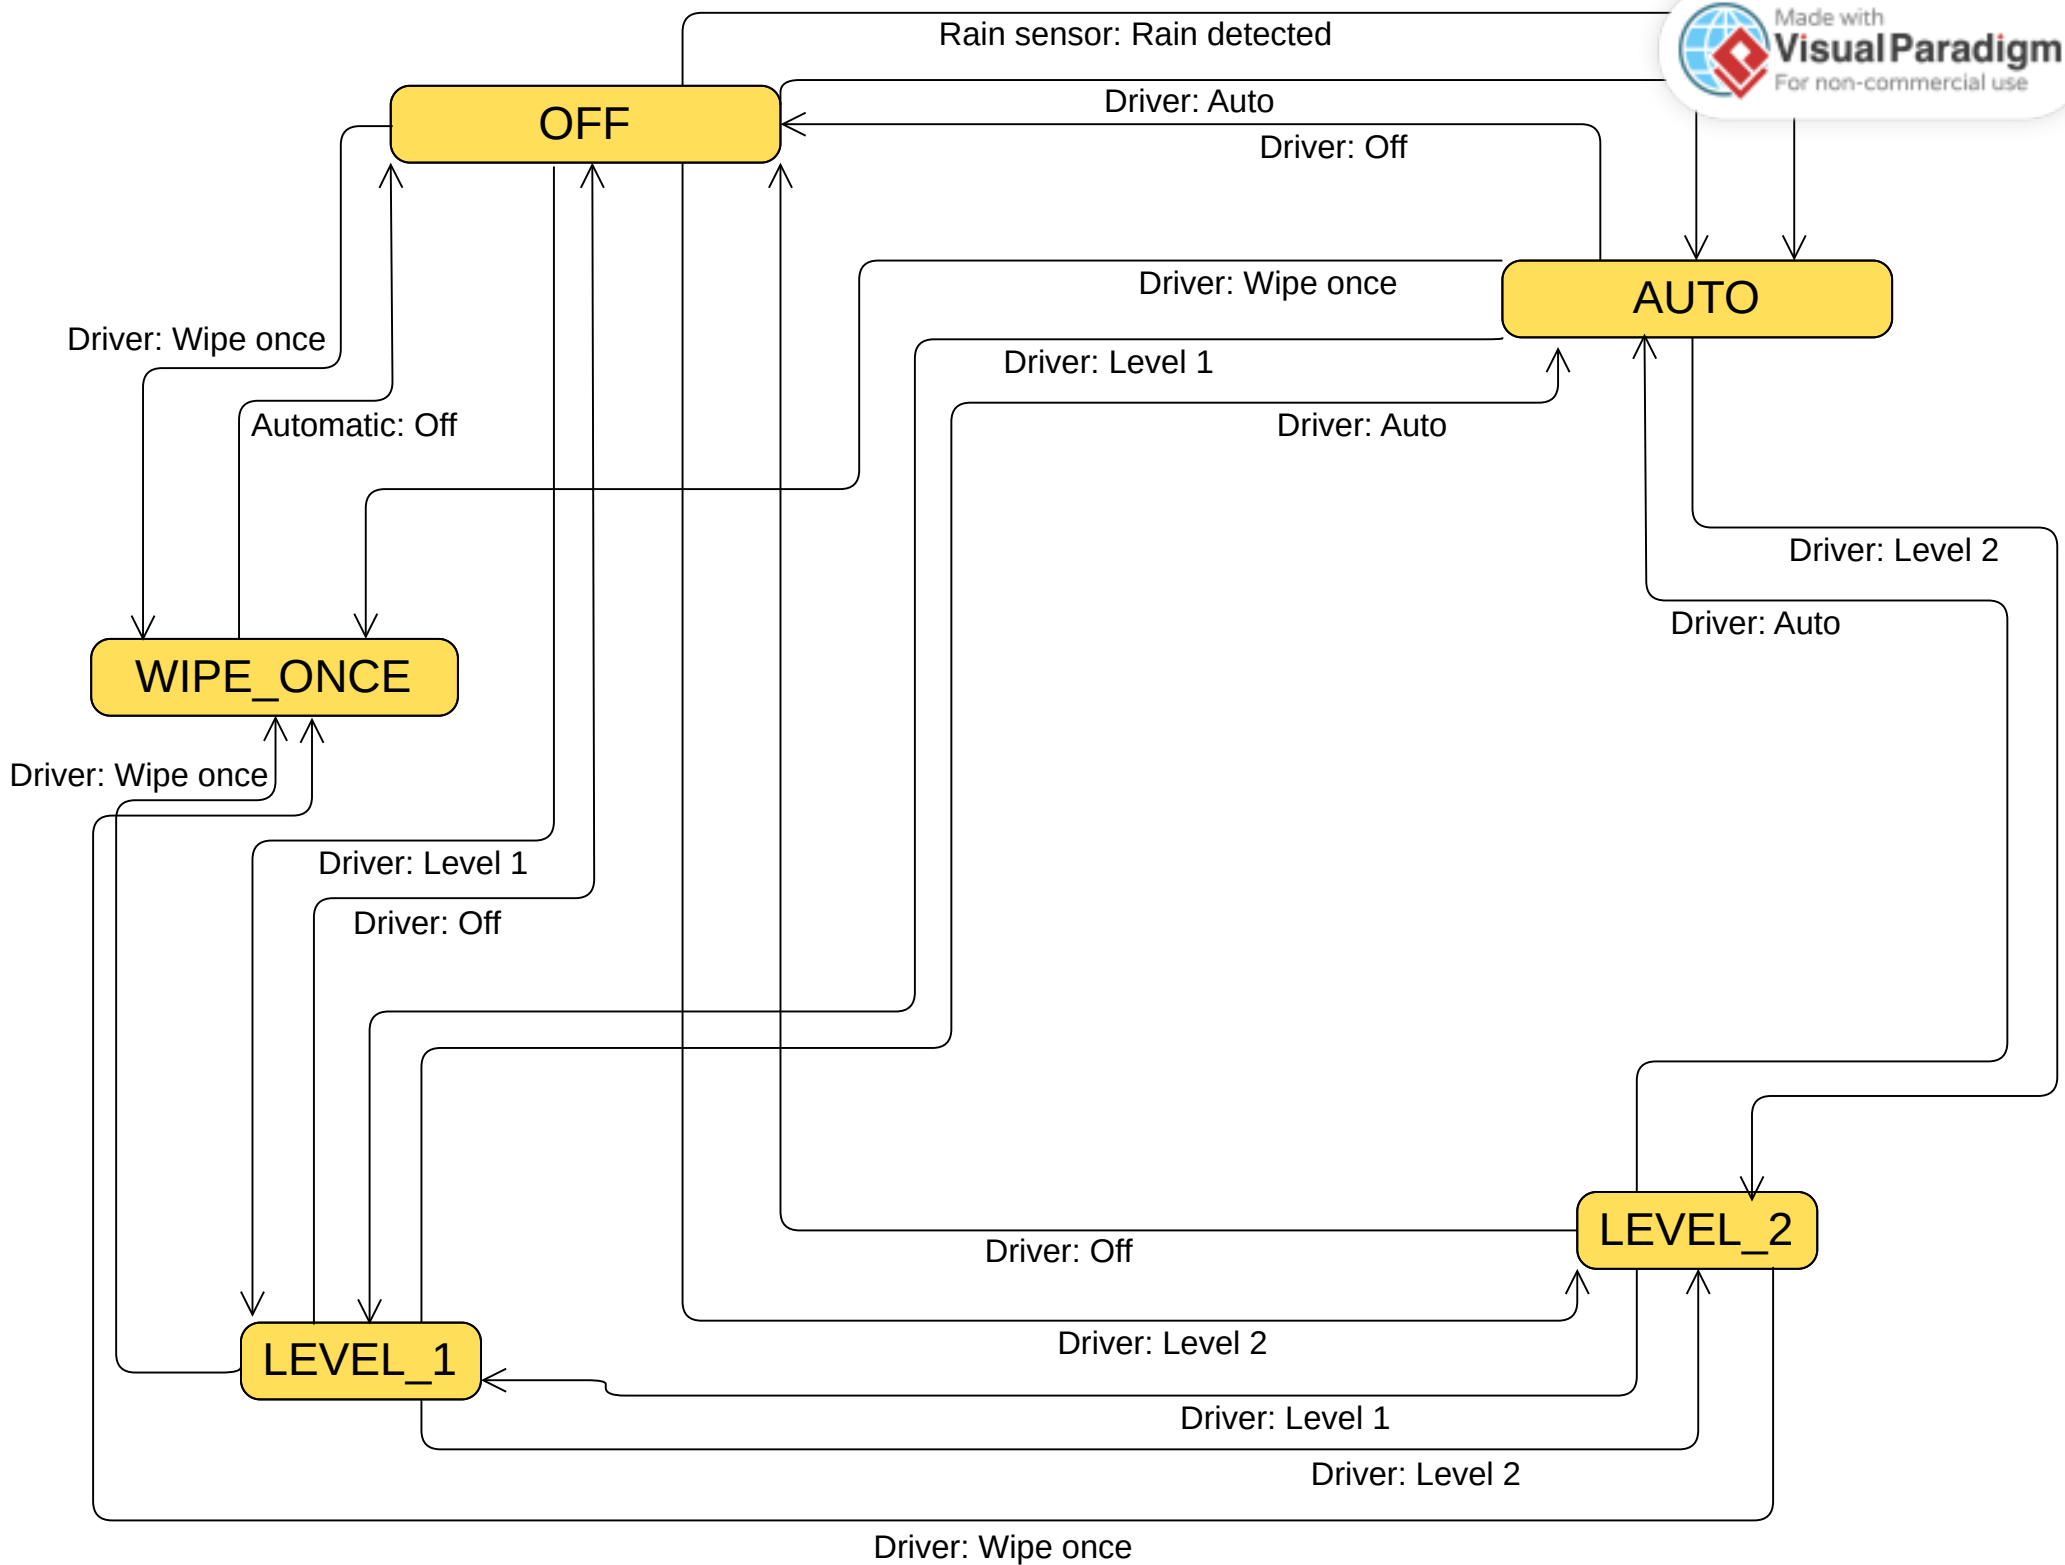 Rain sensor: Rain detected
Made with
Visual Paradigm
For non-commercial use
OFF
Driver: Auto
Driver: Off
AUTO
Driver: Wipe once
Driver: Wipe once
Driver: Level 1
Automatic: Off
Driver: Auto
Driver: Level 2
Driver: Auto
WIPE_ONCE
Driver: Wipe once
Driver: Level 1
Driver: Off
LEVEL_2
Driver: Off
Driver: Level 2
LEVEL_1
Driver: Level 1
Driver: Level 2
Driver: Wipe once